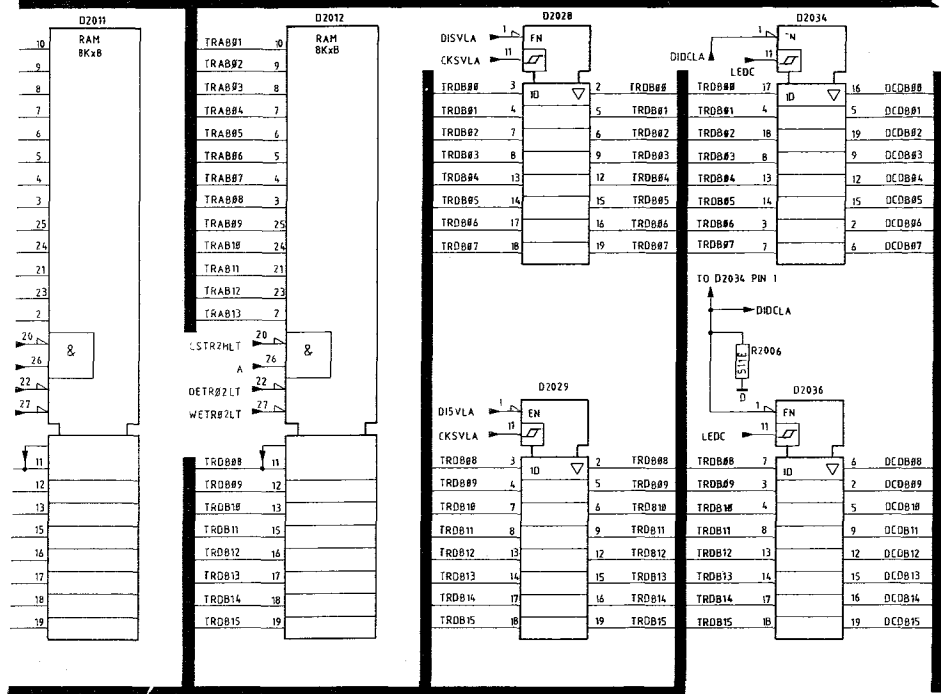 D2011
RAM
8Kx8
10
9
8
7
6
5
4
3
25
24
21
23
2
20
&
26
22
27
11
12
13
15
16
17
18
19
D2012
RAM
8Kx8
TRAB01 10
TRAB02 9
TRAB03 8
TRAB04 7
TRAB05 6
TRAB06 5
TRAB07 4
TRAB08 3
TRAB09 25
TRAB10 24
TRAB11 21
TRAB12 23
TRAB13 2
CSTR2HLT 20
&
A 26
OETR02LT 22
WETR02LT 27
TRDB08 11
TRDB09 12
TRDB10 13
TRDB11 15
TRDB12 16
TRDB13 17
TRDB14 18
TRDB15 19
D2028
DISVLA 1 EN
CKSVLA 11
1D
TRDB00 3 2 TRDB00
TRDB01 4 5 TRDB01
TRDB02 7 6 TRDB02
TRDB03 8 9 TRDB03
TRDB04 13 12 TRDB04
TRDB05 14 15 TRDB05
TRDB06 17 16 TRDB06
TRDB07 18 19 TRDB07
D2029
DISVLA 1 EN
CKSVLA 11
1D
TRDB08 3 2 TRDB08
TRDB09 4 5 TRDB09
TRDB10 7 6 TRDB10
TRDB11 8 9 TRDB11
TRDB12 13 12 TRDB12
TRDB13 14 15 TRDB13
TRDB14 17 16 TRDB14
TRDB15 18 19 TRDB15
D2034
1 EN
DIDCLA 11
LEDC
1D
TRDB00 17 16 DCDB00
TRDB01 4 5 DCDB01
TRDB02 18 19 DCDB02
TRDB03 8 9 DCDB03
TRDB04 13 12 DCDB04
TRDB05 14 15 DCDB05
TRDB06 3 2 DCDB06
TRDB07 7 6 DCDB07
TO D2034 PIN 1
DIDCLA
R2006
511E
D2036
1 EN
LEDC 11
1D
TRDB08 7 6 DCDB08
TRDB09 3 2 DCDB09
TRDB10 4 5 DCDB10
TRDB11 8 9 DCDB11
TRDB12 13 12 DCDB12
TRDB13 14 15 DCDB13
TRDB14 17 16 DCDB14
TRDB15 18 19 DCDB15